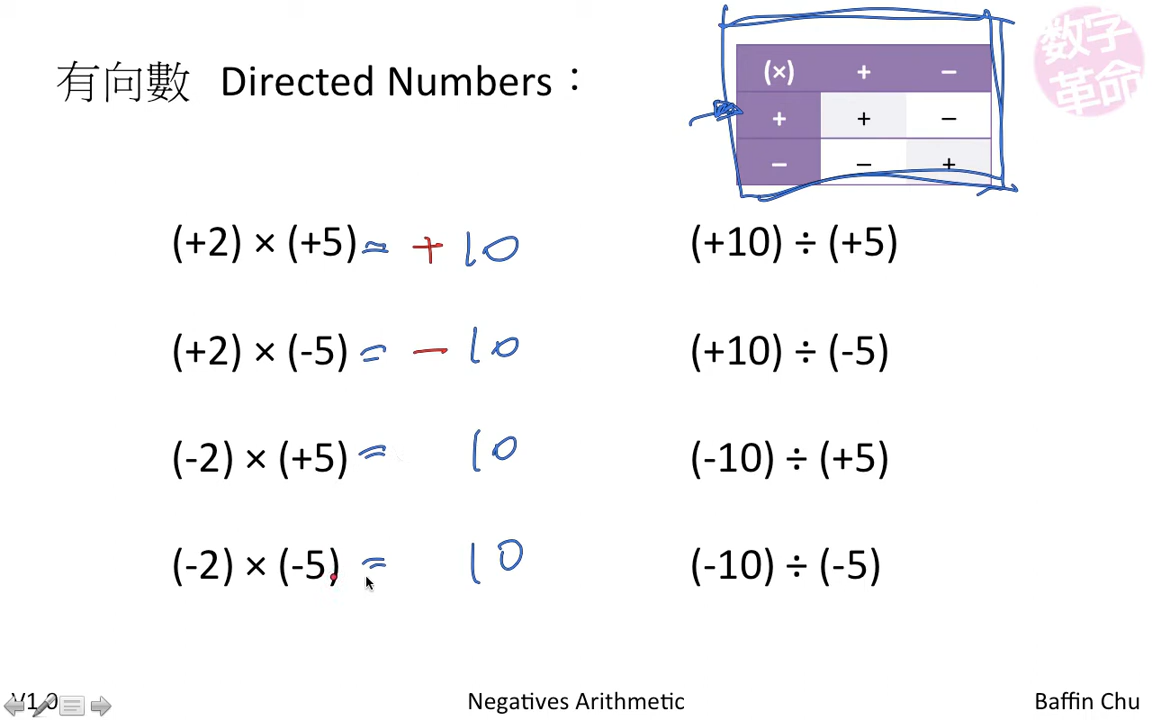 有向數 Directed Numbers：
数字
革命
(×) + −
+ + −
− − +
(+2) × (+5) = + 10
(+10) ÷ (+5)
(+2) × (-5) = − 10
(+10) ÷ (-5)
(-2) × (+5) = 10
(-10) ÷ (+5)
(-2) × (-5) = 10
(-10) ÷ (-5)
V1.0
Negatives Arithmetic
Baffin Chu